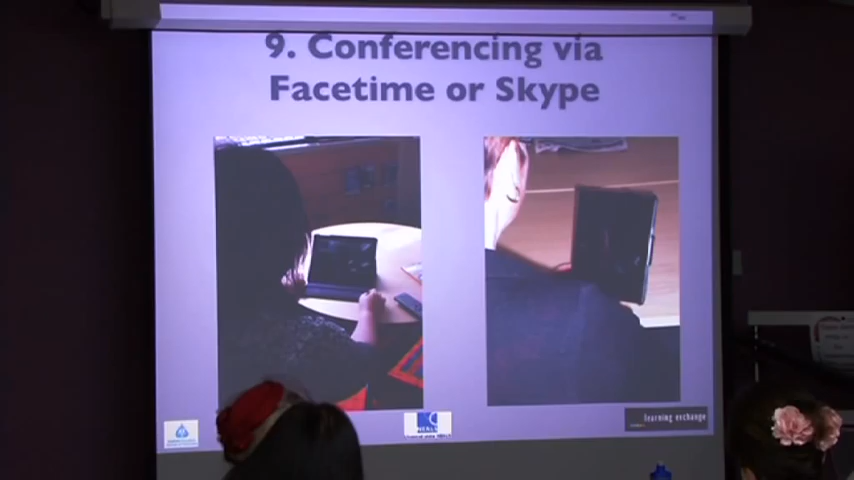 9. Conferencing via
Facetime or Skype
learning exchange